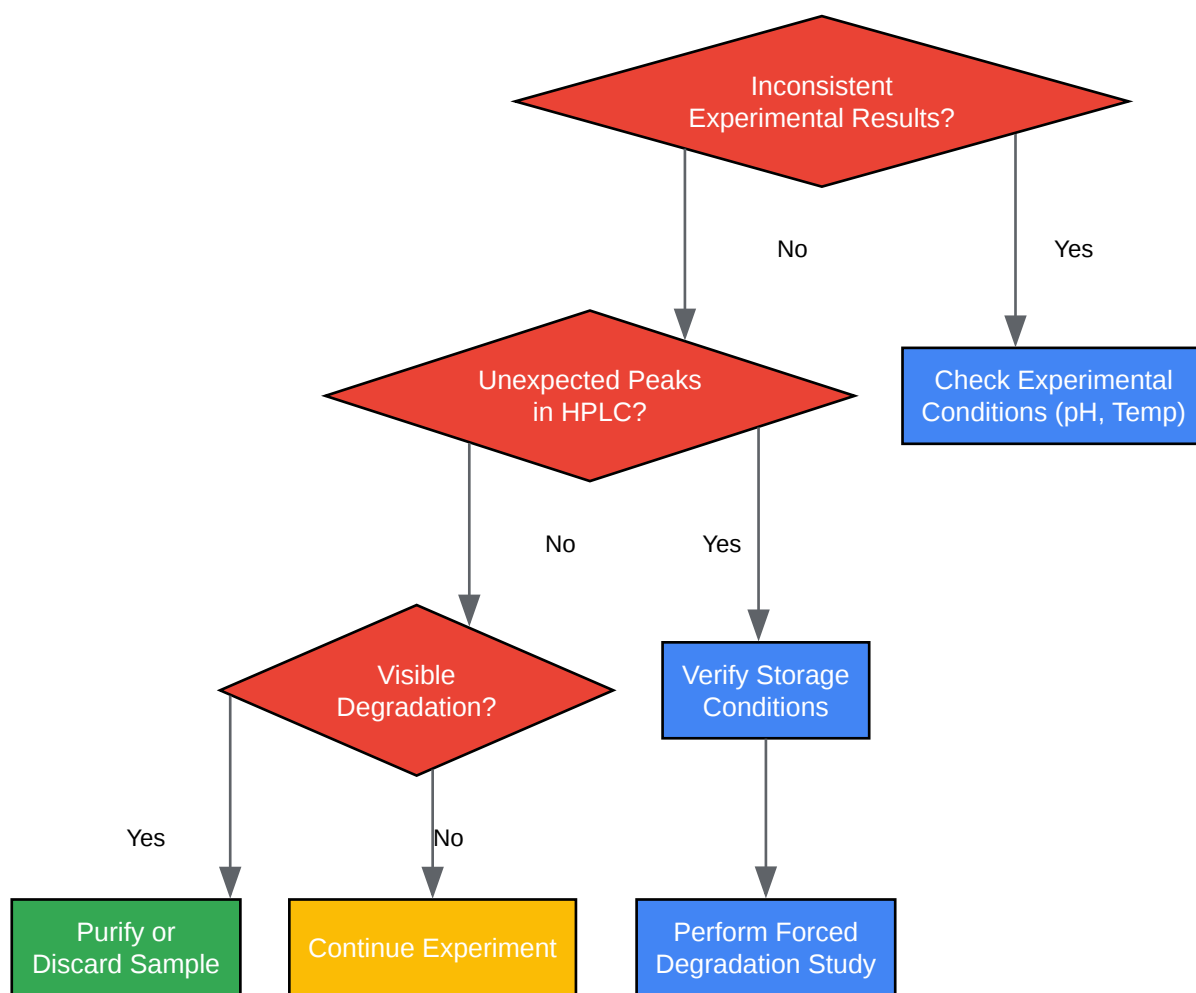 Inconsistent
Experimental Results?
No
Yes
Unexpected Peaks
in HPLC?
Check Experimental
Conditions (pH, Temp)
No
Yes
Visible
Degradation?
Verify Storage
Conditions
Yes
No
Purify or
Discard Sample
Continue Experiment
Perform Forced
Degradation Study